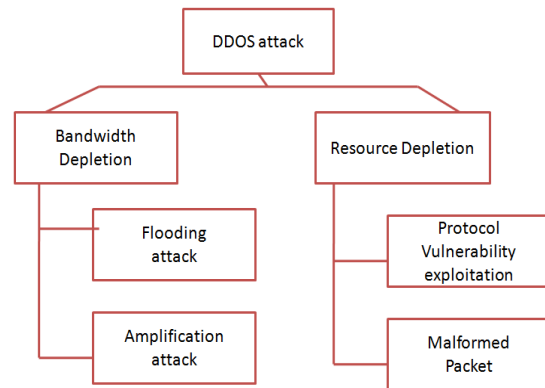 DDOS attack
Bandwidth
Depletion
Resource Depletion
Flooding
attack
Protocol
Vulnerability
exploitation
Amplification
attack
Malformed
Packet